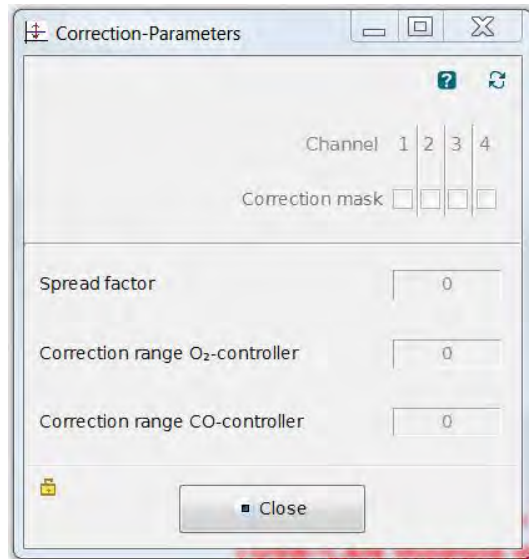 Correction-Parameters
?
Channel 1 2 3 4
Correction mask
Spread factor 0
Correction range O₂-controller 0
Correction range CO-controller 0
Close